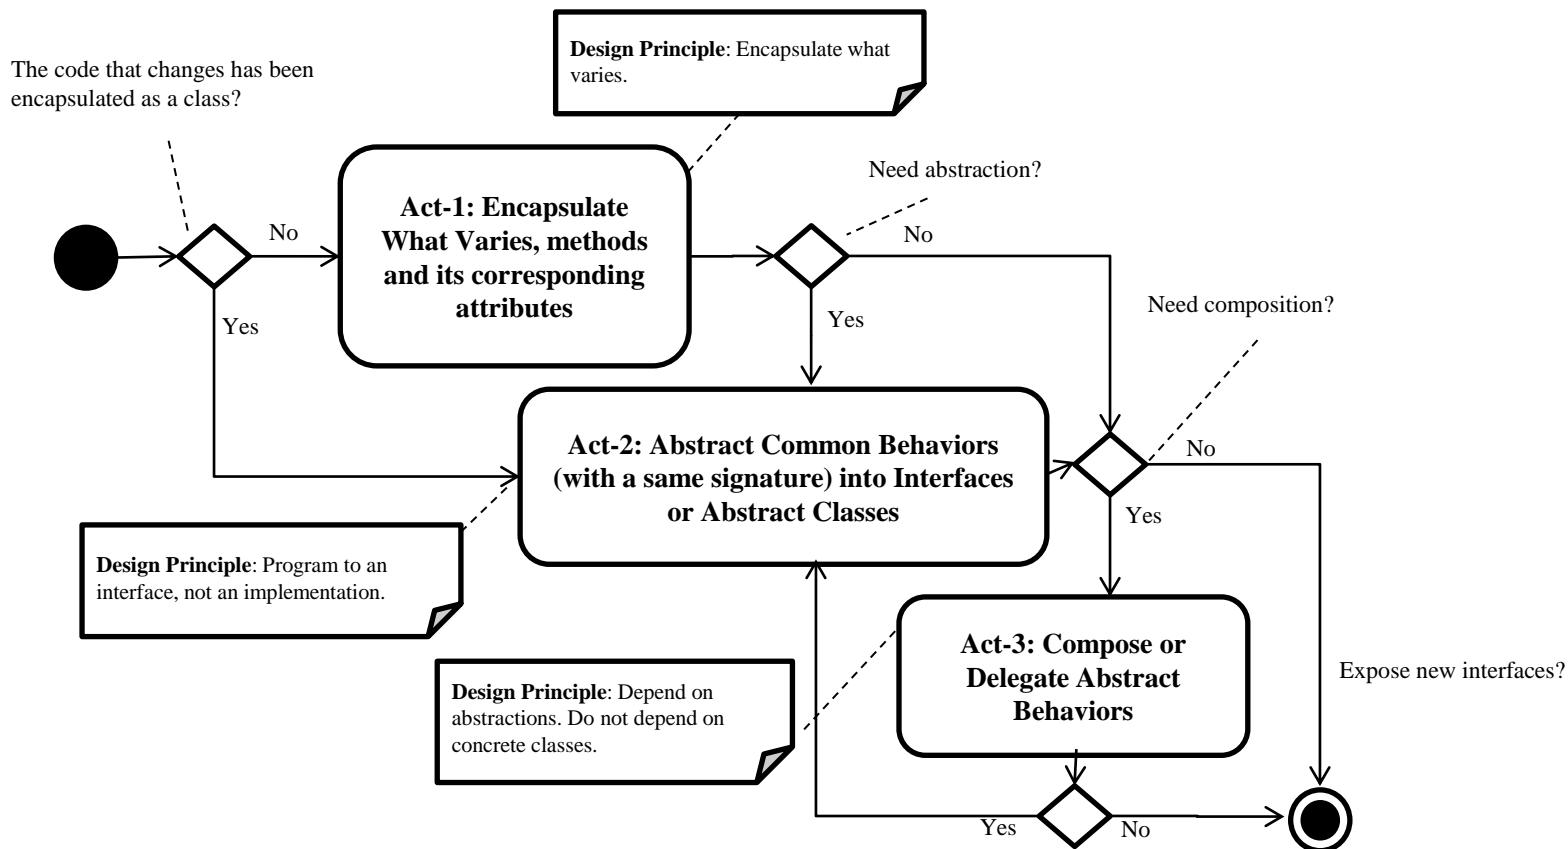 Design Principle: Encapsulate what
varies.
The code that changes has been
encapsulated as a class?
Need abstraction?
Act-1: Encapsulate
What Varies, methods
and its corresponding
attributes
No
No
Yes
Yes
Need composition?
Act-2: Abstract Common Behaviors
(with a same signature) into Interfaces
or Abstract Classes
No
Yes
Design Principle: Program to an
interface, not an implementation.
Act-3: Compose or
Delegate Abstract
Behaviors
Expose new interfaces?
Design Principle: Depend on
abstractions. Do not depend on
concrete classes.
Yes
No